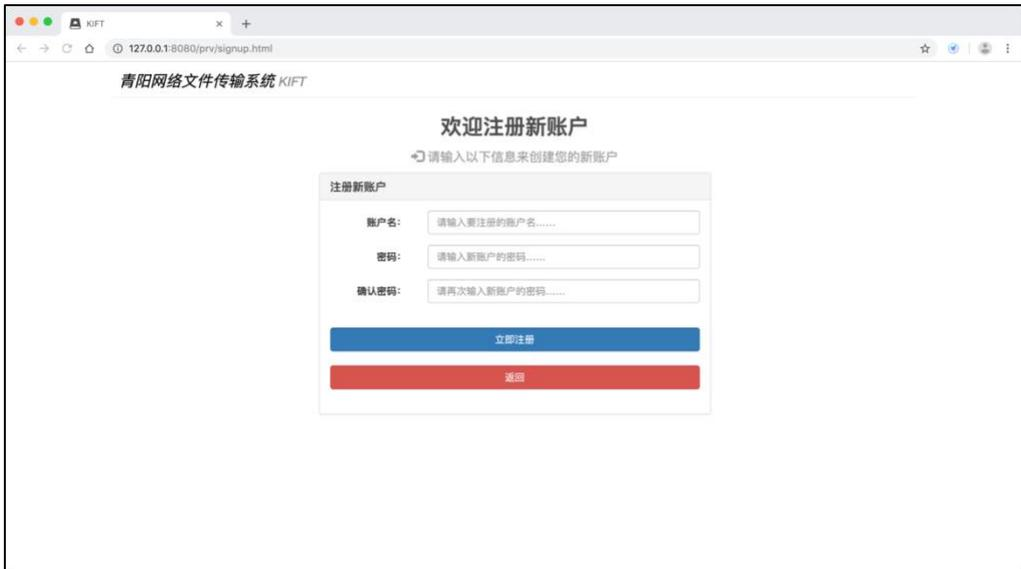 KIFT
127.0.0.1:8080/prv/signup.html
青阳网络文件传输系统 KIFT
欢迎注册新账户
请输入以下信息来创建您的新账户
注册新账户
账户名：
请输入要注册的账户名......
密码：
请输入新账户的密码......
确认密码：
请再次输入新账户的密码......
立即注册
返回